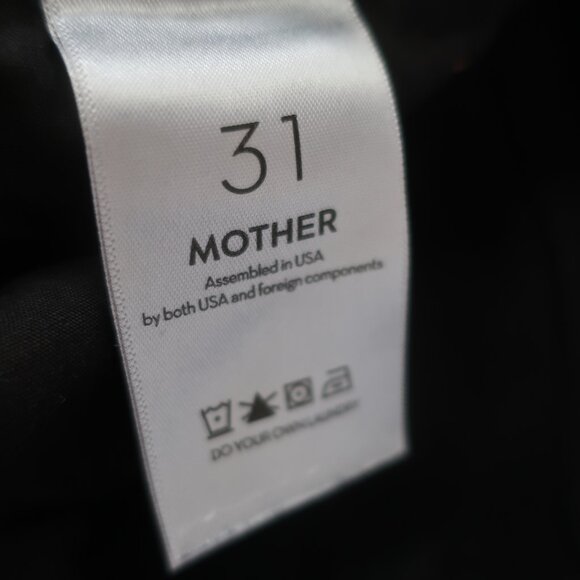 31
MOTHER
Assembled in USA
by both USA and foreign components
DO YOUR OWN LAUNDRY